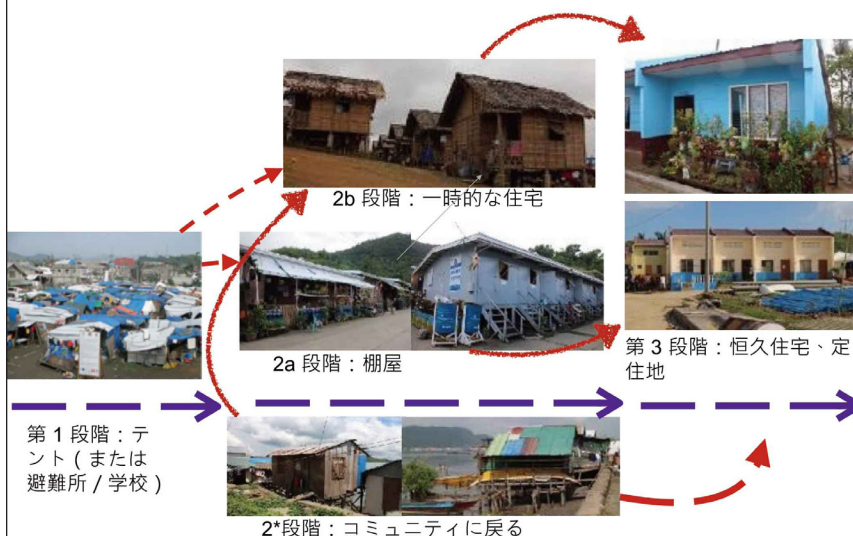 2b 段階：一時的な住宅
2a 段階：棚屋
第 3 段階：恒久住宅、定
住地
第 1 段階：テ
ント ( または
避難所 / 学校 )
2*段階：コミュニティに戻る